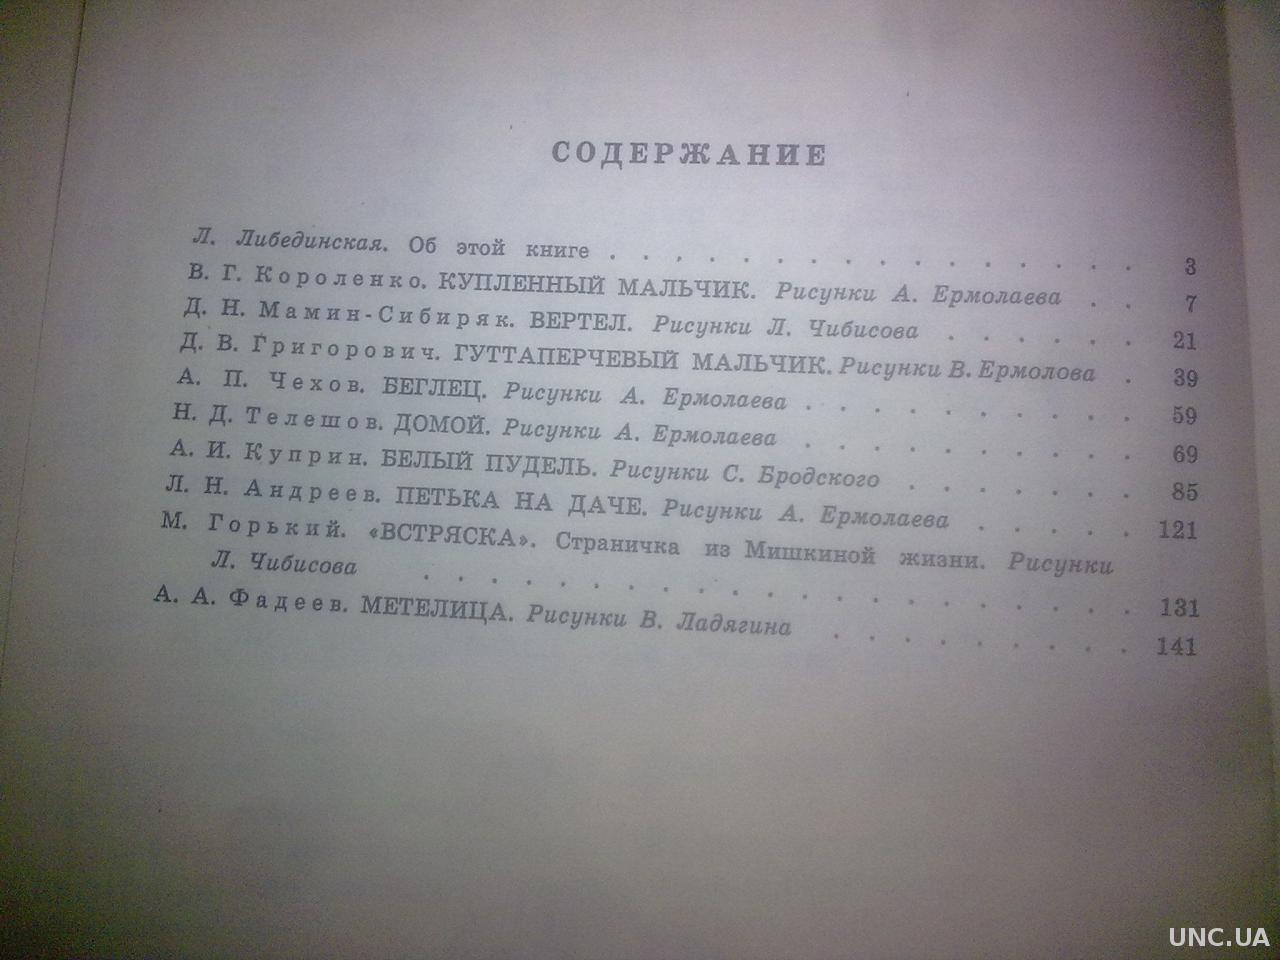 СОДЕРЖАНИЕ
Л. Либединская. Об этой книге . . . . . . . . . . . . . . . . 3
В. Г. Короленко. КУПЛЕННЫЙ МАЛЬЧИК. Рисунки А. Ермолаева . . 7
Д. Н. Мамин-Сибиряк. ВЕРТЕЛ. Рисунки Л. Чибисова . . . . . . 21
Д. В. Григорович. ГУТТАПЕРЧЕВЫЙ МАЛЬЧИК. Рисунки В. Ермолова . 39
А. П. Чехов. БЕГЛЕЦ. Рисунки А. Ермолаева . . . . . . . . . . 59
Н. Д. Телешов. ДОМОЙ. Рисунки А. Ермолаева . . . . . . . . . . 69
А. И. Куприн. БЕЛЫЙ ПУДЕЛЬ. Рисунки С. Бродского . . . . . . . 85
Л. Н. Андреев. ПЕТЬКА НА ДАЧЕ. Рисунки А. Ермолаева . . . . . 121
М. Горький. «ВСТРЯСКА». Страничка из Мишкиной жизни. Рисунки
Л. Чибисова . . . . . . . . . . . . . . . . . . . . . 131
А. А. Фадеев. МЕТЕЛИЦА. Рисунки В. Ладягина . . . . . . . . . 141
UNC.UA